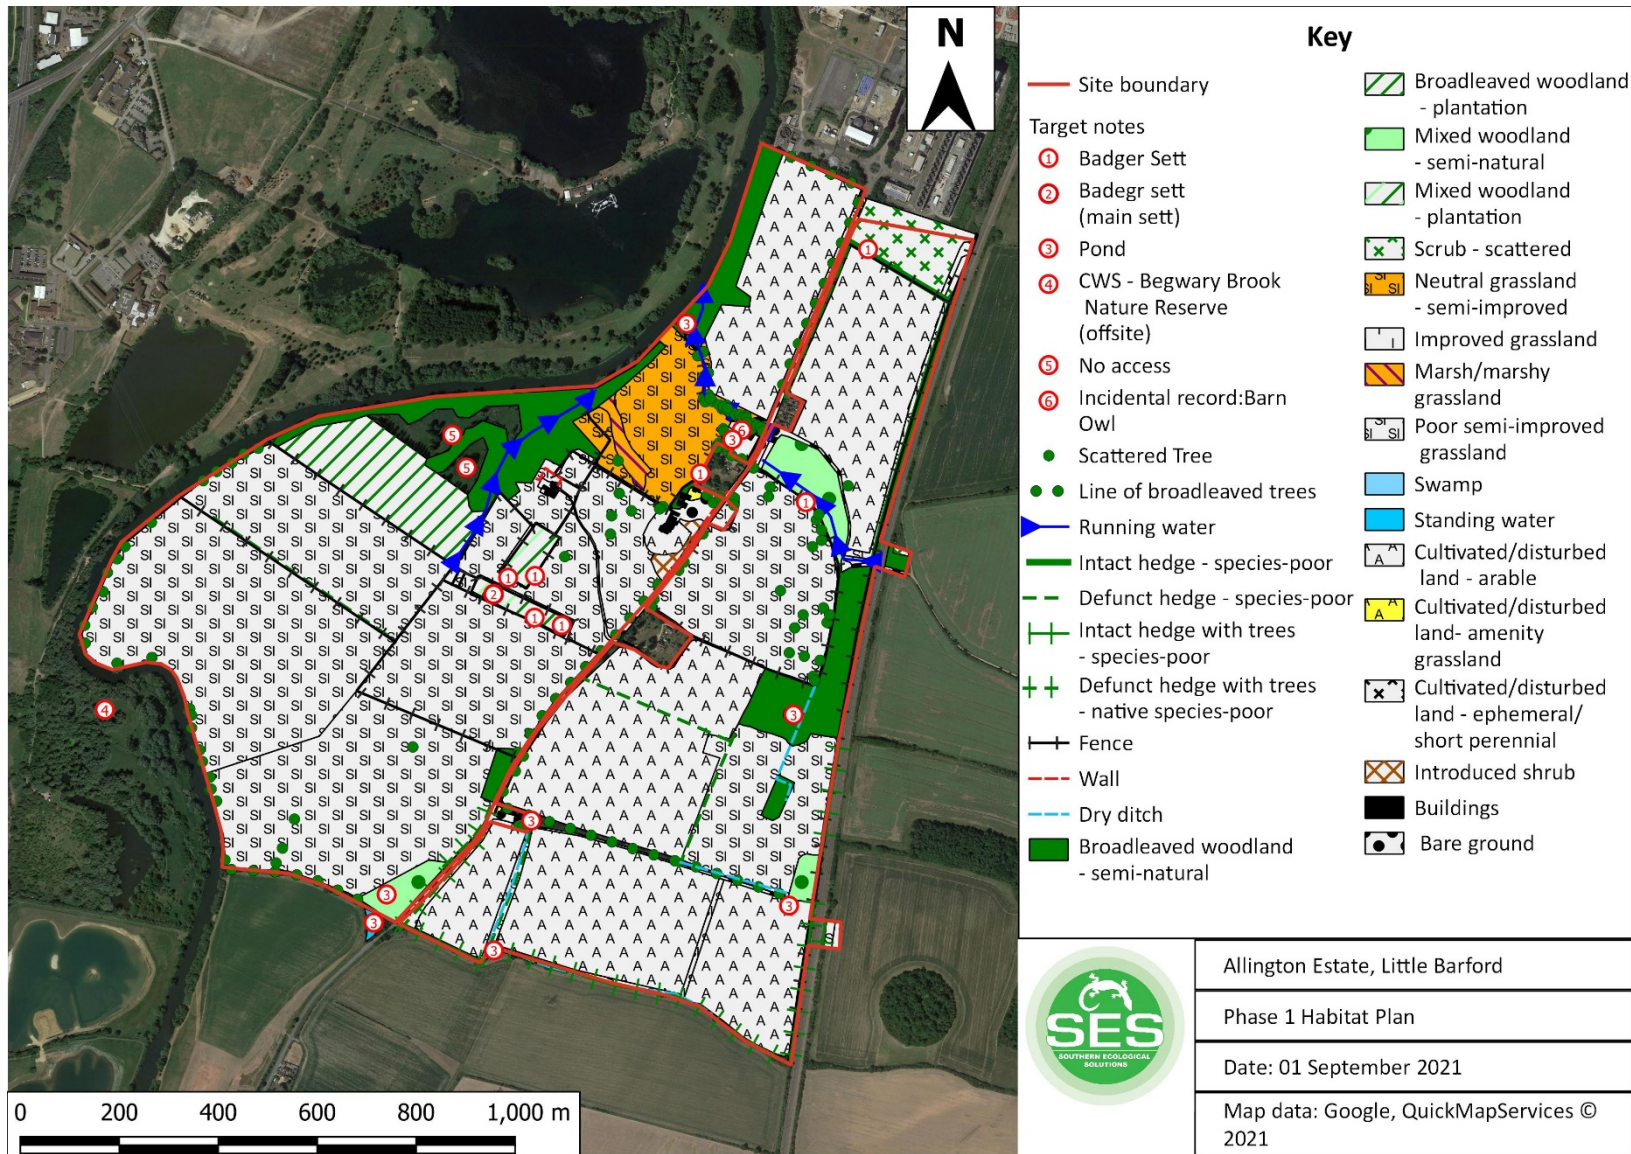 N
Key
Site boundary
Target notes
1 Badger Sett
2 Badegr sett
(main sett)
3 Pond
4 CWS - Begwary Brook
Nature Reserve
(offsite)
5 No access
6 Incidental record:Barn
Owl
Scattered Tree
Line of broadleaved trees
Running water
Intact hedge - species-poor
Defunct hedge - species-poor
Intact hedge with trees
- species-poor
Defunct hedge with trees
- native species-poor
Fence
Wall
Dry ditch
Broadleaved woodland
- semi-natural
Broadleaved woodland
- plantation
Mixed woodland
- semi-natural
Mixed woodland
- plantation
Scrub - scattered
Neutral grassland
- semi-improved
Improved grassland
Marsh/marshy
grassland
Poor semi-improved
grassland
Swamp
Standing water
Cultivated/disturbed
land - arable
Cultivated/disturbed
land- amenity
grassland
Cultivated/disturbed
land - ephemeral/
short perennial
Introduced shrub
Buildings
Bare ground
SES
SOUTHERN ECOLOGICAL
SOLUTIONS
Allington Estate, Little Barford
Phase 1 Habitat Plan
Date: 01 September 2021
Map data: Google, QuickMapServices ©
2021
0 200 400 600 800 1,000 m